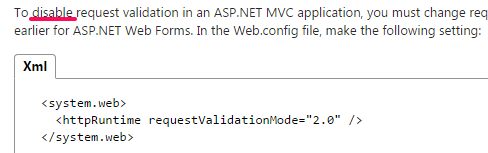 To disable request validation in an ASP.NET MVC application, you must change req
earlier for ASP.NET Web Forms. In the Web.config file, make the following setting:
Xml
<system.web>
  <httpRuntime requestValidationMode="2.0" />
</system.web>